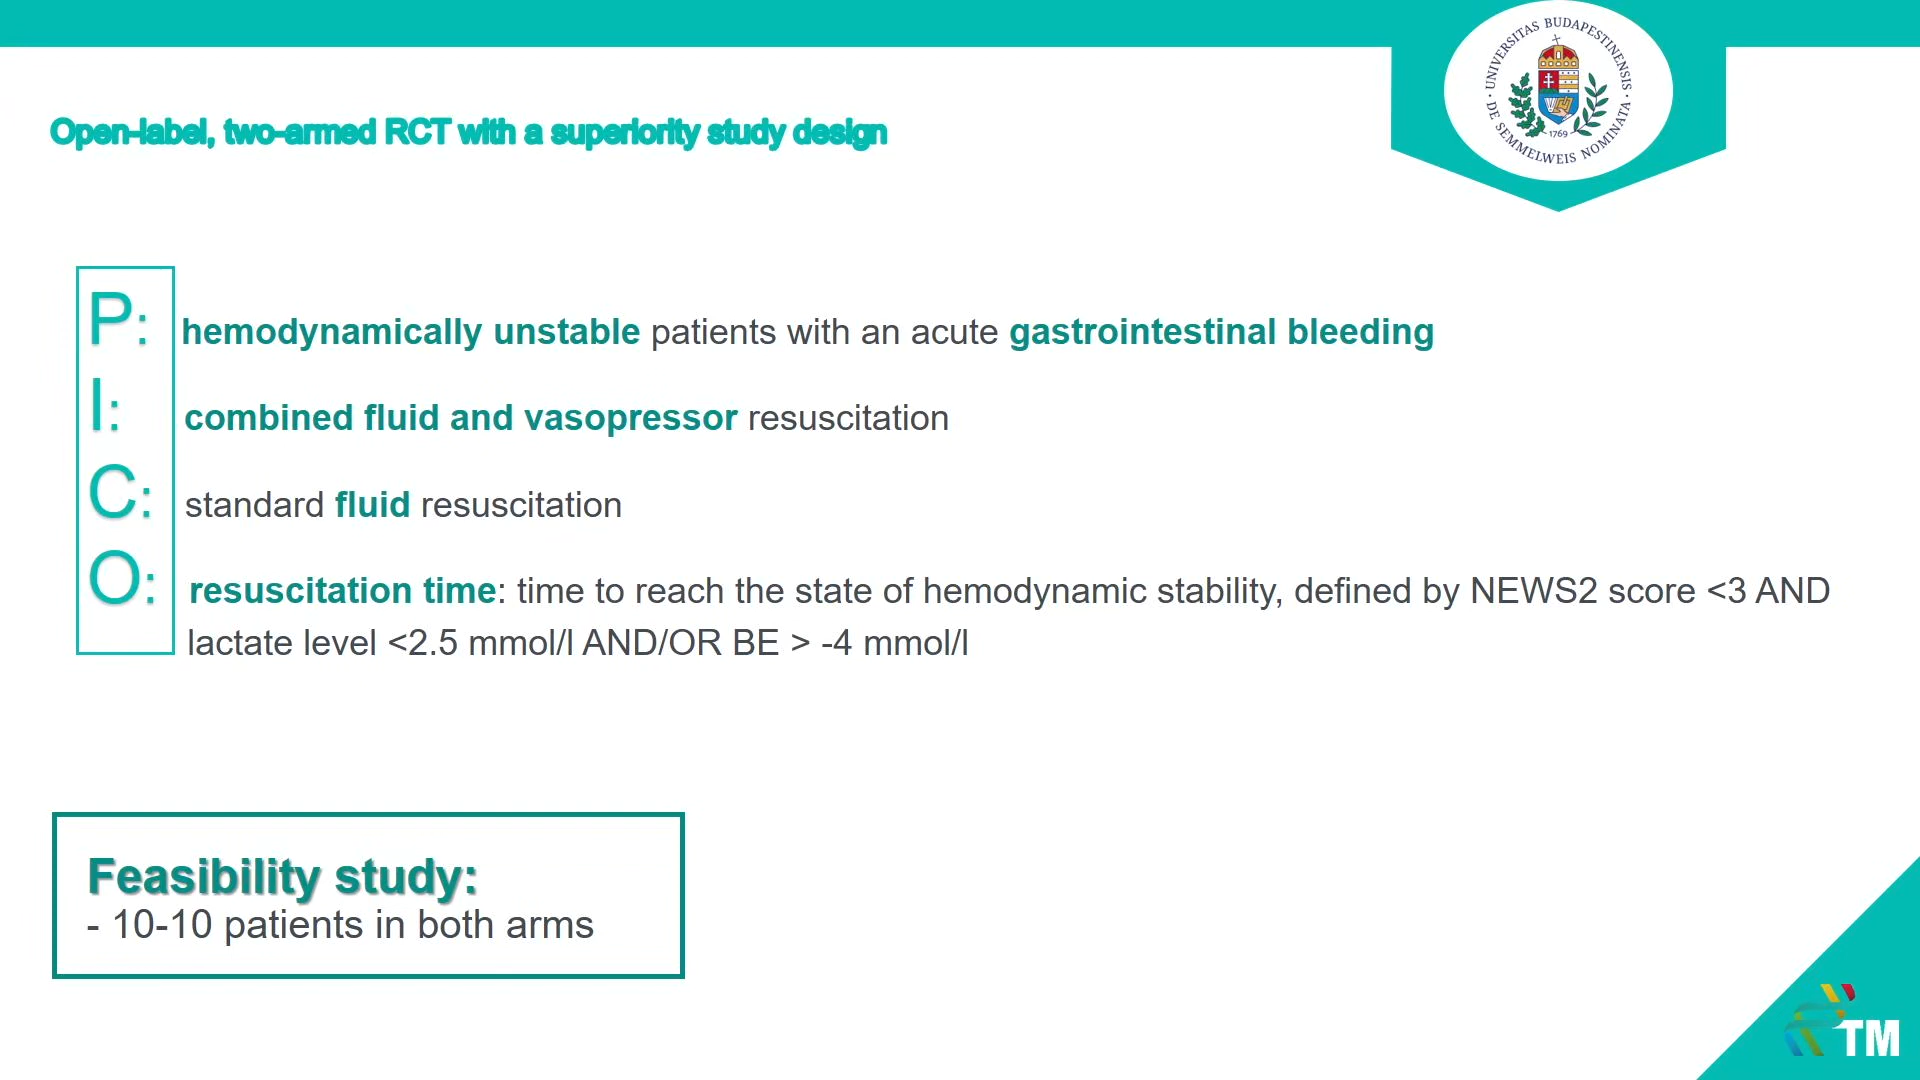 Open-label, two-armed RCT with a superiority study design
· UNIVERSITAS BUDAPESTINENSIS ·
DE SEMMELWEIS NOMINATA
1769
P: hemodynamically unstable patients with an acute gastrointestinal bleeding
I: combined fluid and vasopressor resuscitation
C: standard fluid resuscitation
O: resuscitation time: time to reach the state of hemodynamic stability, defined by NEWS2 score <3 AND
lactate level <2.5 mmol/l AND/OR BE > -4 mmol/l
Feasibility study:
- 10-10 patients in both arms
TM